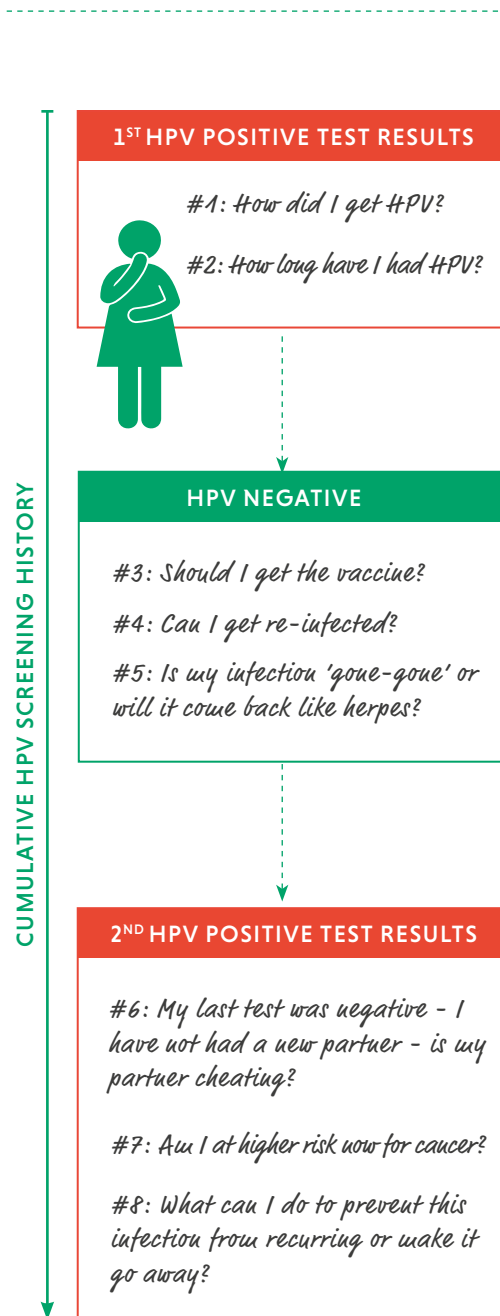 1ST HPV POSITIVE TEST RESULTS
#1: How did I get HPV?
#2: How long have I had HPV?
CUMULATIVE HPV SCREENING HISTORY
HPV NEGATIVE
#3: Should I get the vaccine?
#4: Can I get re-infected?
#5: Is my infection 'gone-gone' or
will it come back like herpes?
2ND HPV POSITIVE TEST RESULTS
#6: My last test was negative - I
have not had a new partner - is my
partner cheating?
#7: Am I at higher risk now for cancer?
#8: What can I do to prevent this
infection from recurring or make it
go away?